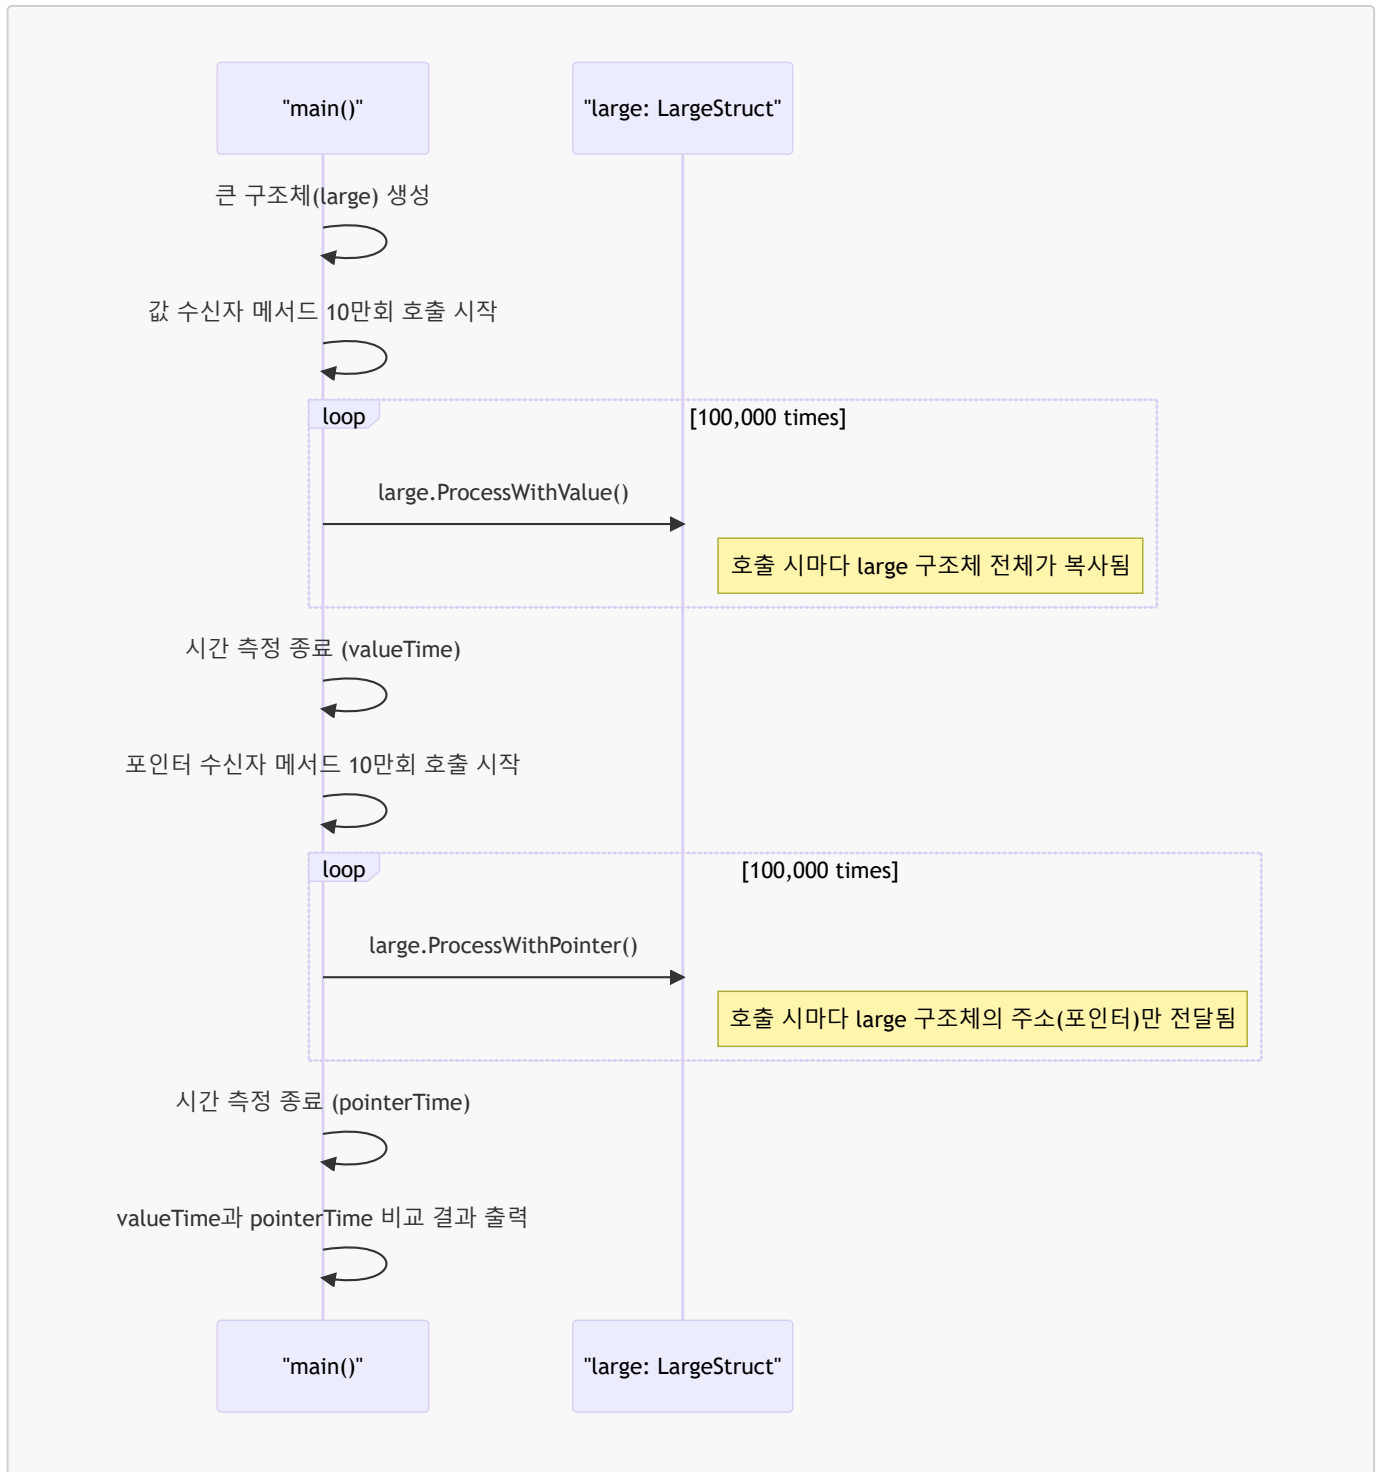 "main()"
"large: LargeStruct"
큰 구조체(large) 생성
값 수신자 메서드 10만회 호출 시작
loop
[100,000 times]
large.ProcessWithValue()
호출 시마다 large 구조체 전체가 복사됨
시간 측정 종료 (valueTime)
포인터 수신자 메서드 10만회 호출 시작
loop
[100,000 times]
large.ProcessWithPointer()
호출 시마다 large 구조체의 주소(포인터)만 전달됨
시간 측정 종료 (pointerTime)
valueTime과 pointerTime 비교 결과 출력
"main()"
"large: LargeStruct"